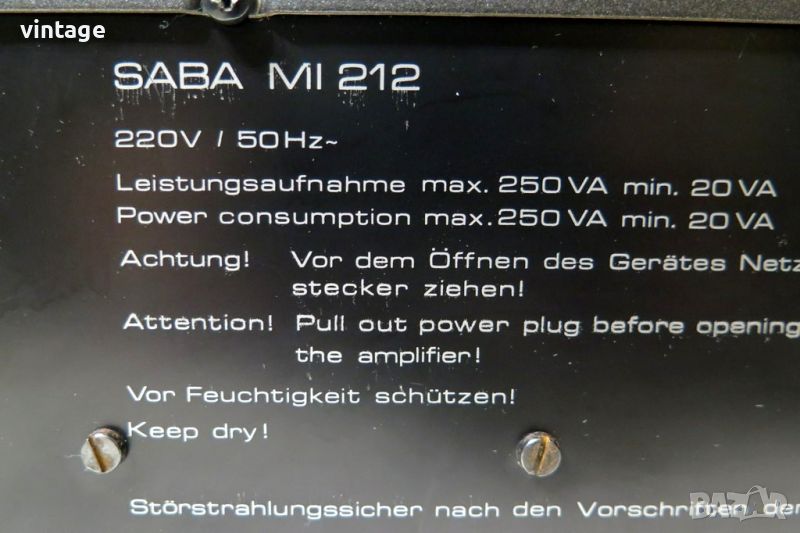 vintage
SABA MI 212
220V / 50Hz~
Leistungsaufnahme max. 250 VA min. 20 VA
Power consumption max. 250 VA min. 20 VA
Achtung! Vor dem Öffnen des Gerätes Netz
stecker ziehen!
Attention! Pull out power plug before opening
the amplifier!
Vor Feuchtigkeit schützen!
Keep dry!
Störstrahlungssicher nach den Vorschriften der
BAZAR